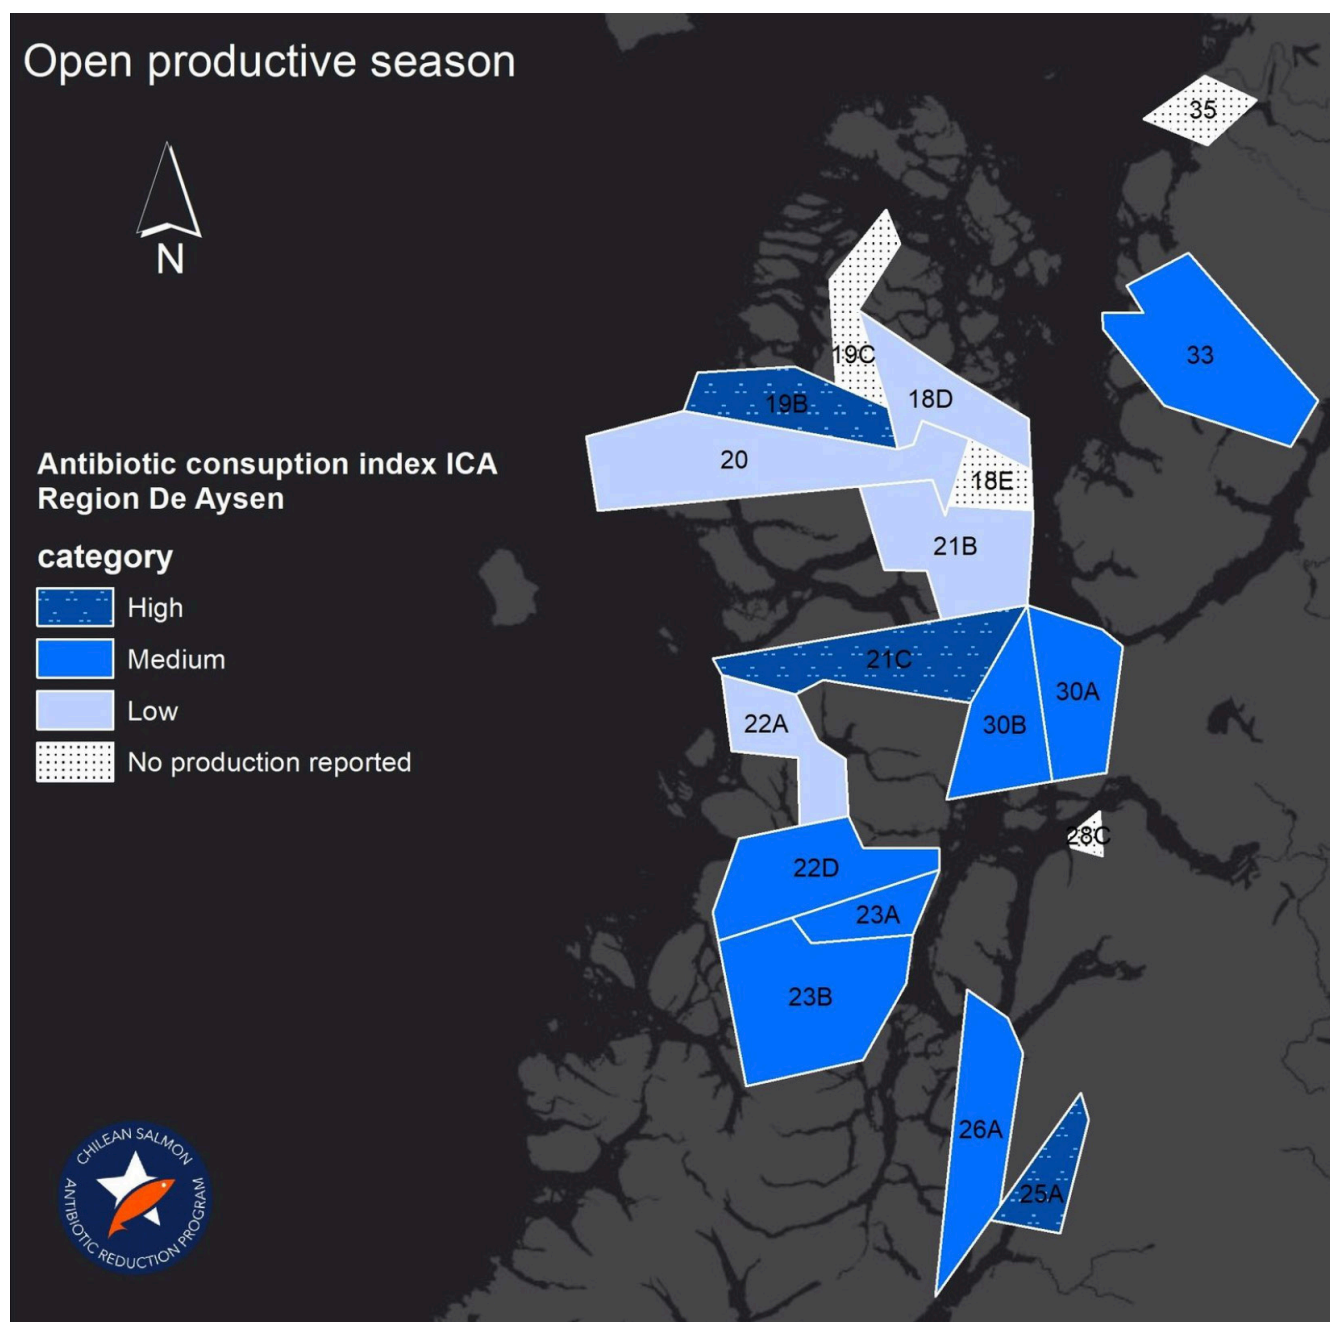 Open productive season
N
35
33
19C
19B
18D
20
18E
21B
Antibiotic consuption index ICA
Region De Aysen
category
High
Medium
Low
No production reported
21C
30A
22A
30B
28C
22D
23A
23B
26A
25A
CHILEAN SALMON
ANTIBIOTIC REDUCTION PROGRAM